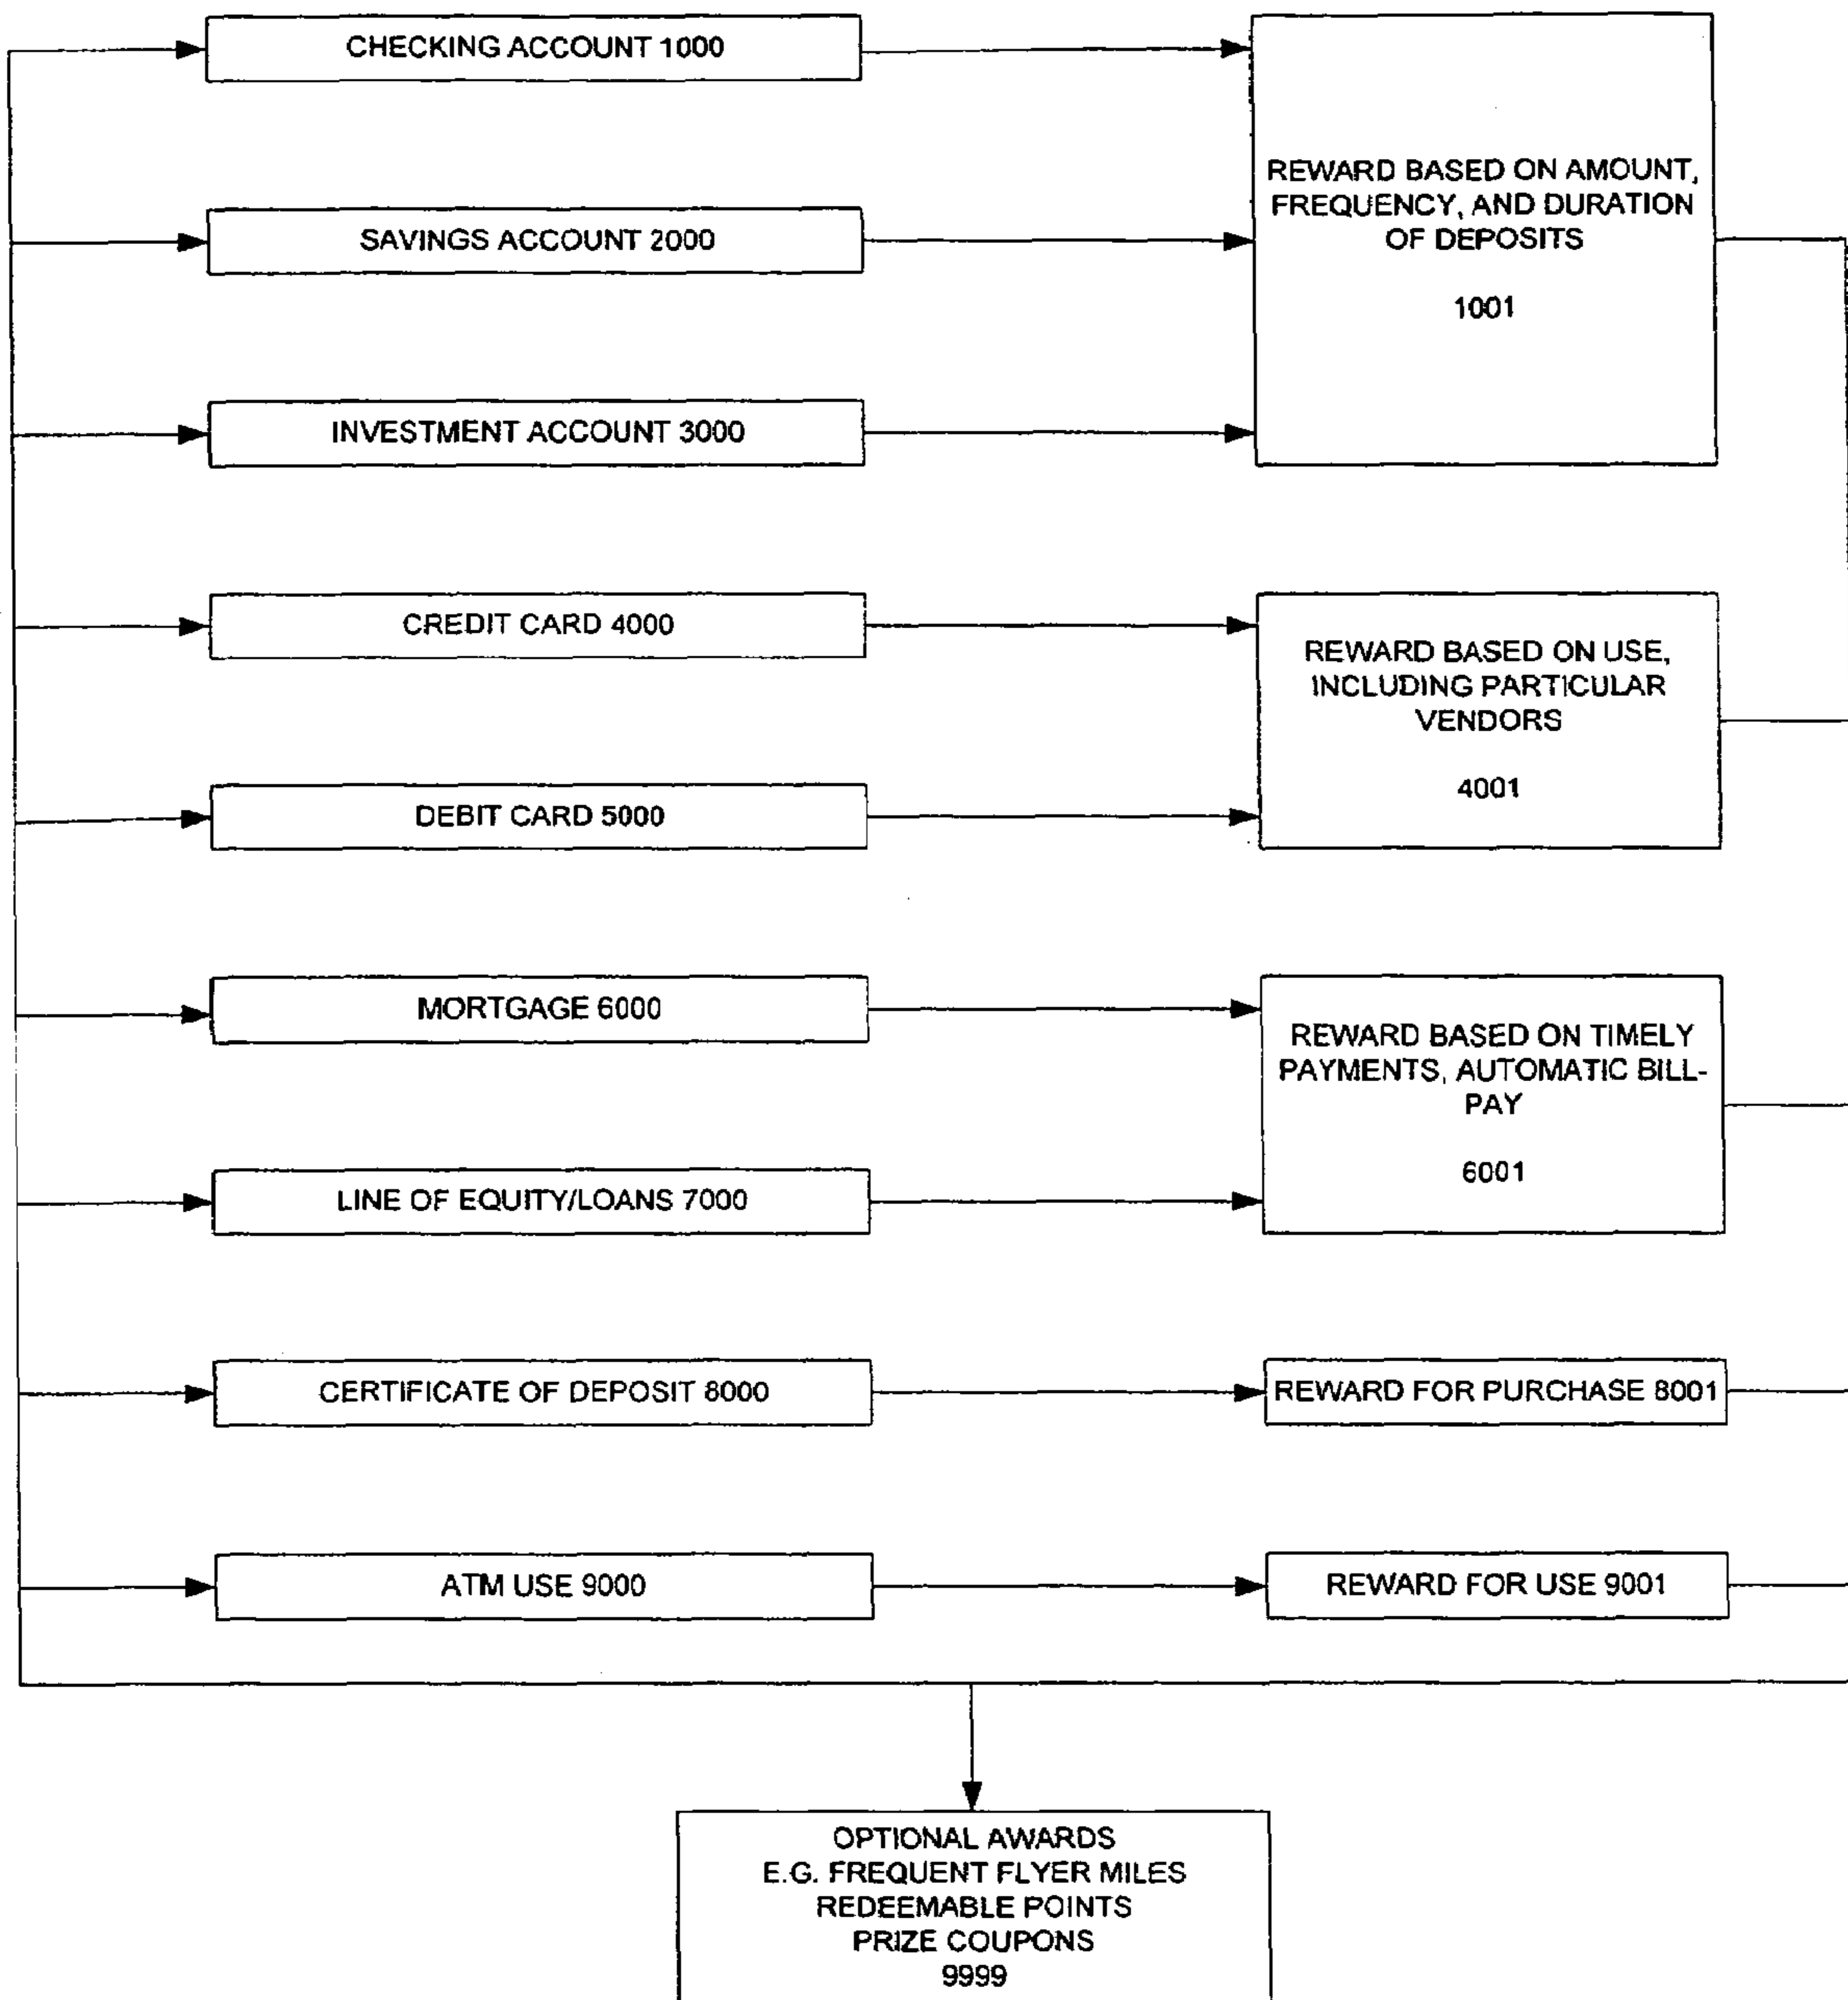 CHECKING ACCOUNT 1000
SAVINGS ACCOUNT 2000
INVESTMENT ACCOUNT 3000
REWARD BASED ON AMOUNT,
FREQUENCY, AND DURATION
OF DEPOSITS
1001
CREDIT CARD 4000
DEBIT CARD 5000
REWARD BASED ON USE,
INCLUDING PARTICULAR
VENDORS
4001
MORTGAGE 6000
LINE OF EQUITY/LOANS 7000
REWARD BASED ON TIMELY
PAYMENTS, AUTOMATIC BILL-
PAY
6001
CERTIFICATE OF DEPOSIT 8000
REWARD FOR PURCHASE 8001
ATM USE 9000
REWARD FOR USE 9001
OPTIONAL AWARDS
E.G. FREQUENT FLYER MILES
REDEEMABLE POINTS
PRIZE COUPONS
9999